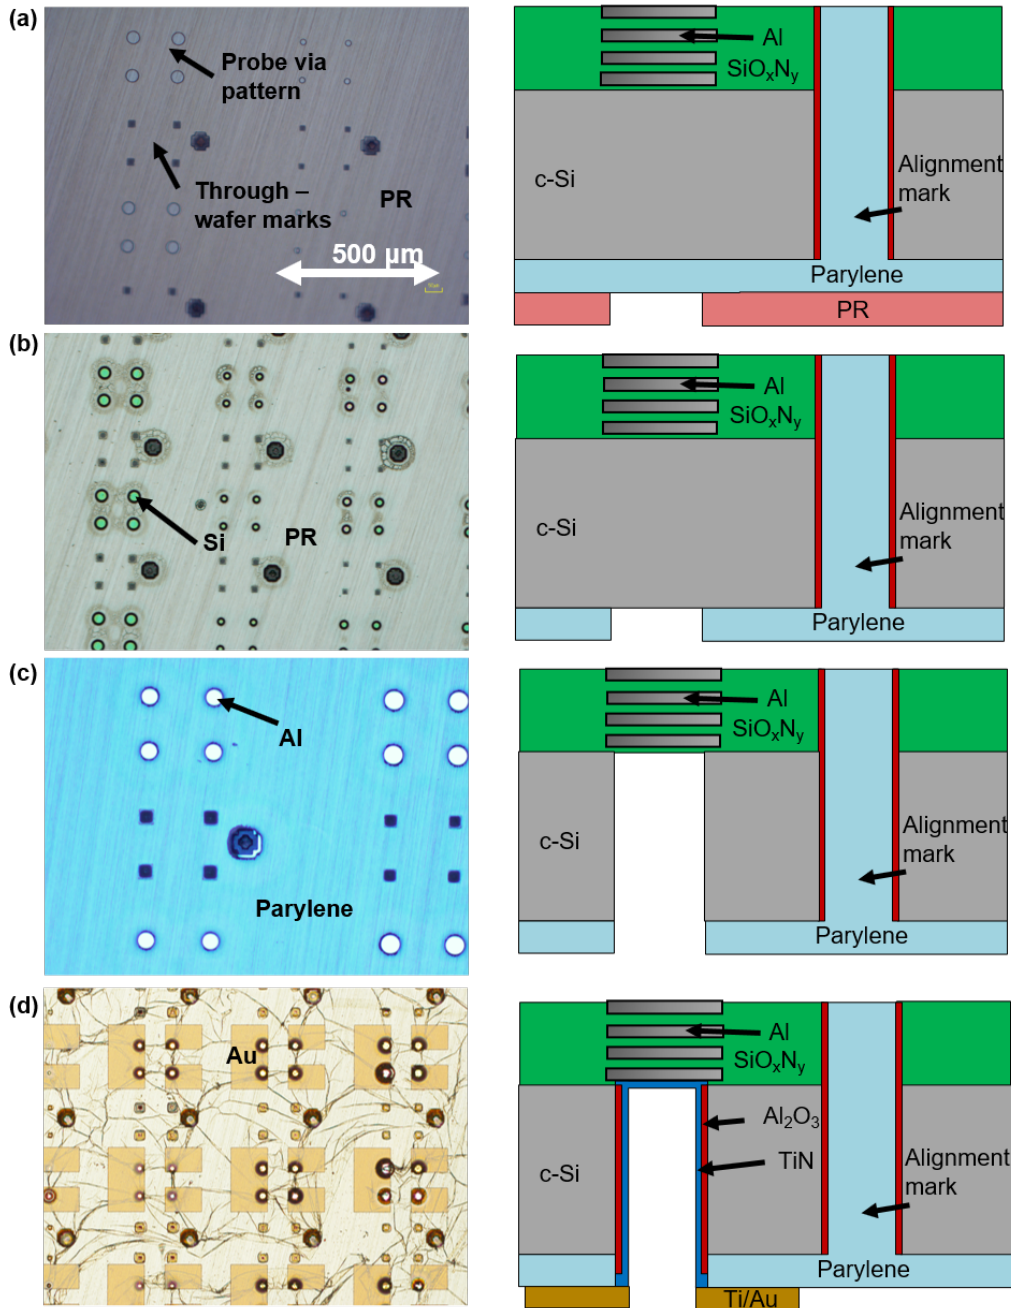 (a)
Probe via
pattern
Through –
wafer marks
PR
500 µm
Al
SiOxNy
c-Si
Alignment
mark
Parylene
PR
(b)
Si
PR
Al
SiOxNy
c-Si
Alignment
mark
Parylene
(c)
Al
Parylene
Al
SiOxNy
c-Si
Alignment
mark
Parylene
(d)
Au
Al
SiOxNy
Al2O3
c-Si
TiN
Alignment
mark
Parylene
Ti/Au